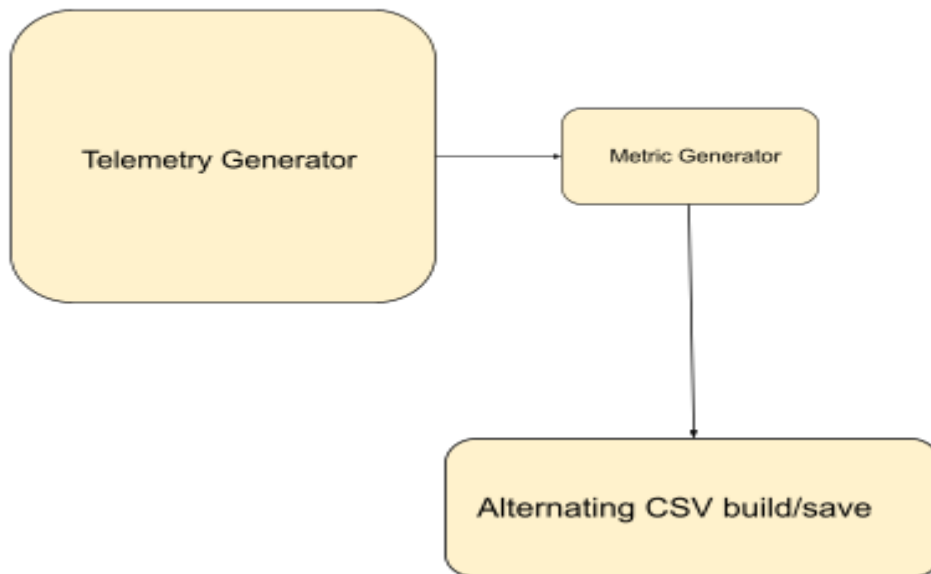 Telemetry Generator
Metric Generator
Alternating CSV build/save